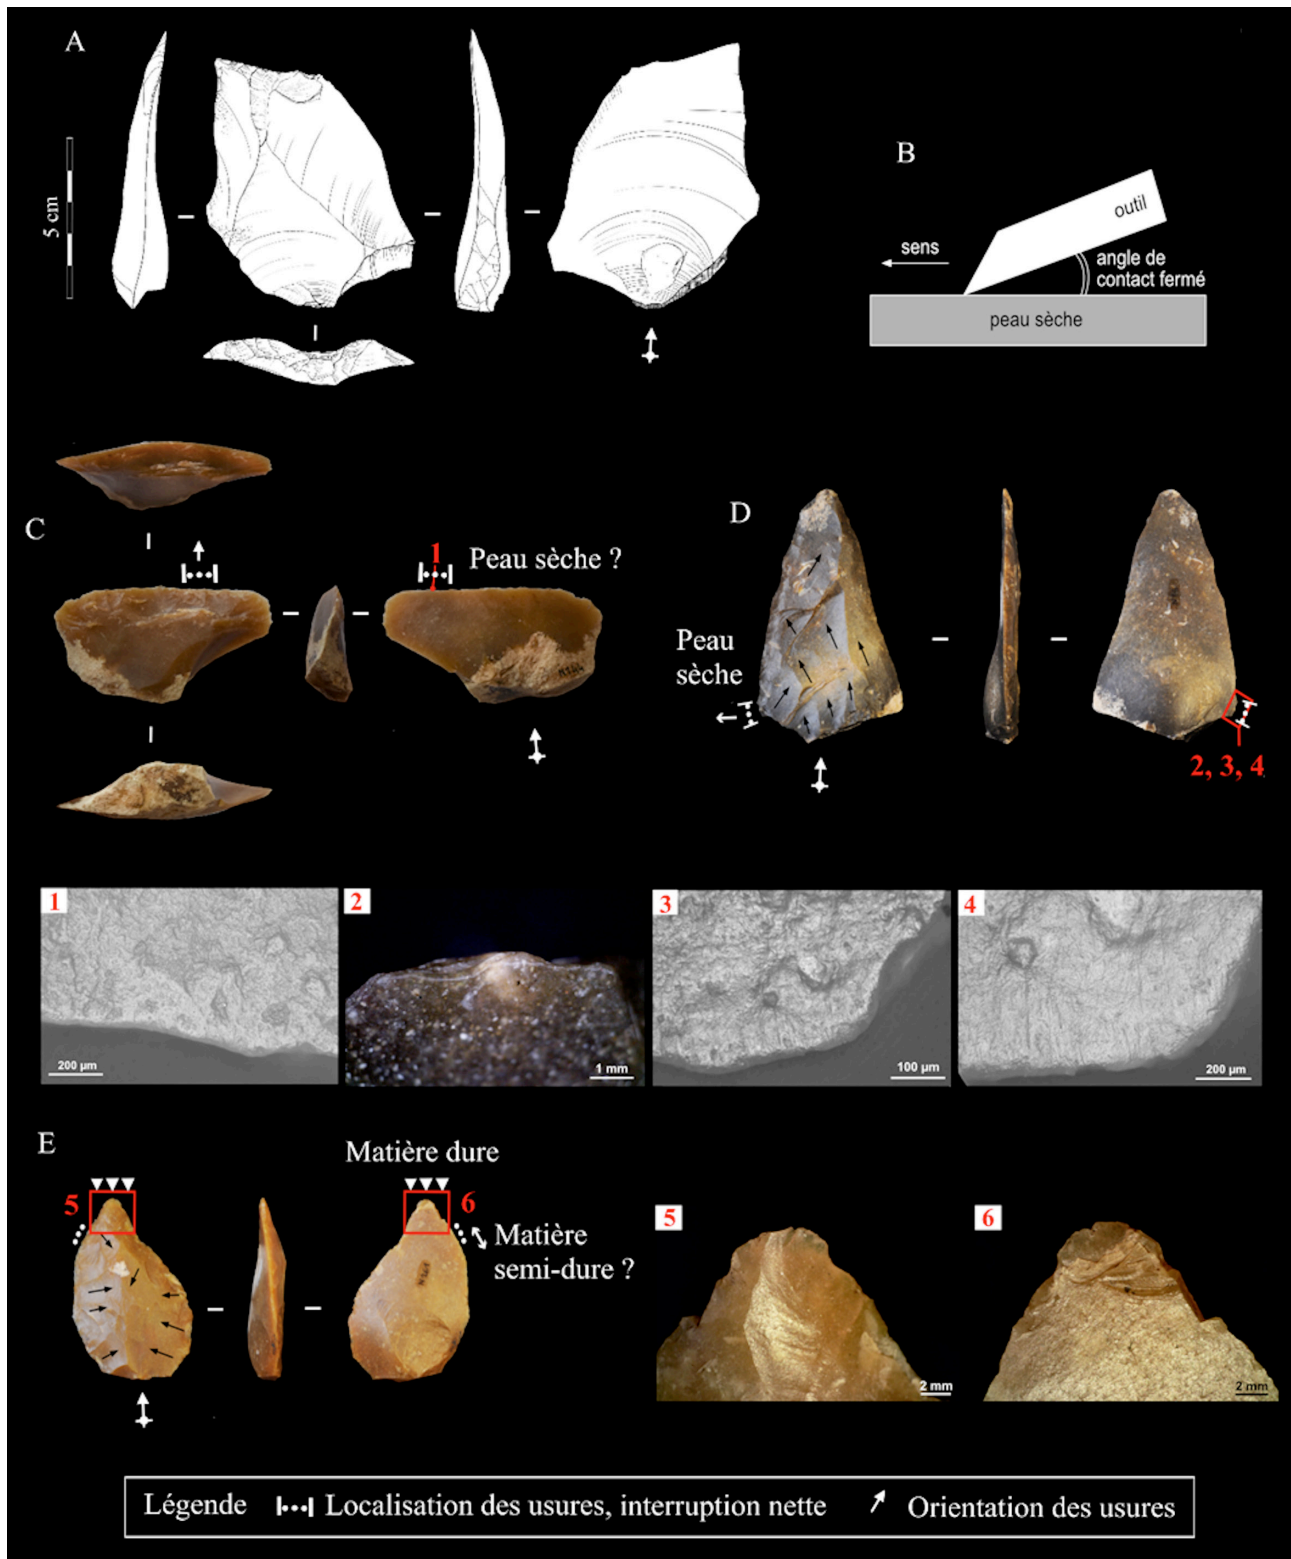 A
5 cm
B
outil
sens
angle de
contact fermé
peau sèche
C
1
Peau sèche ?
D
Peau
sèche
2, 3, 4
1
200 µm
2
1 mm
3
100 µm
4
200 µm
E
Matière dure
5
6
Matière
semi-dure ?
5
2 mm
6
2 mm
Légende
Localisation des usures, interruption nette
Orientation des usures